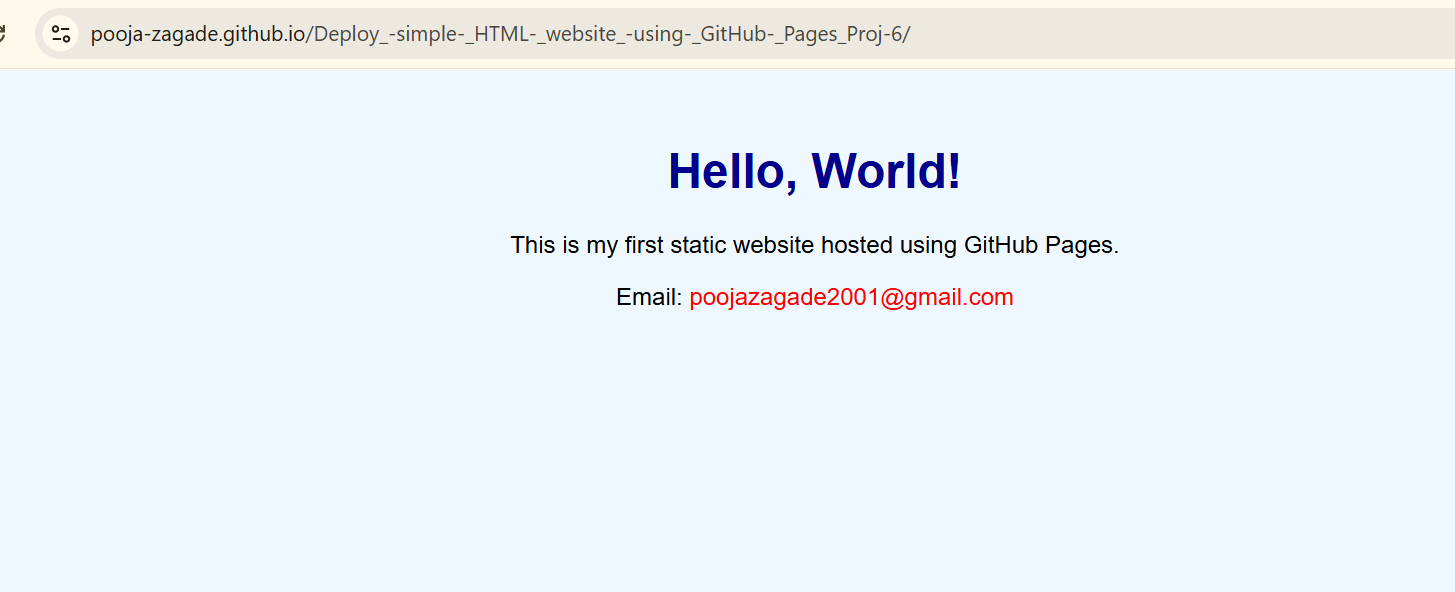 pooja-zagade.github.io/Deploy_-simple-_HTML-_website_-using-_GitHub-_Pages_Proj-6/
Hello, World!
This is my first static website hosted using GitHub Pages.
Email: poojazagade2001@gmail.com